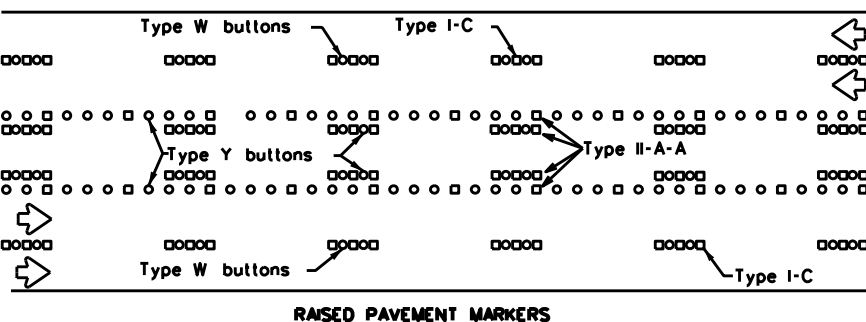 Type W buttons
Type I-C
Type Y buttons
Type II-A-A
Type W buttons
Type I-C
RAISED PAVEMENT MARKERS